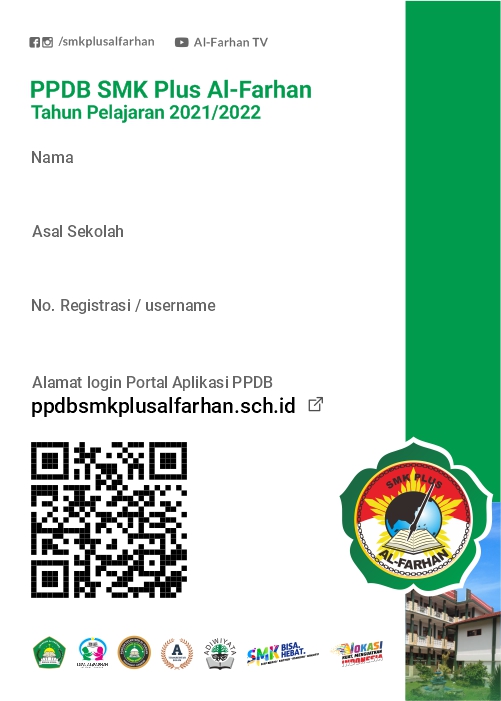 /smkplusalfarhan
Al-Farhan TV
PPDB SMK Plus Al-Farhan
Tahun Pelajaran 2021/2022
Nama
Asal Sekolah
No. Registrasi / username
Alamat login Portal Aplikasi PPDB
ppdbsmkplusalfarhan.sch.id
SMK PLUS
AL-FARHAN
A
ADIWIYATA
SMK BISA, HEBAT.
VOKASI
INDONESIA